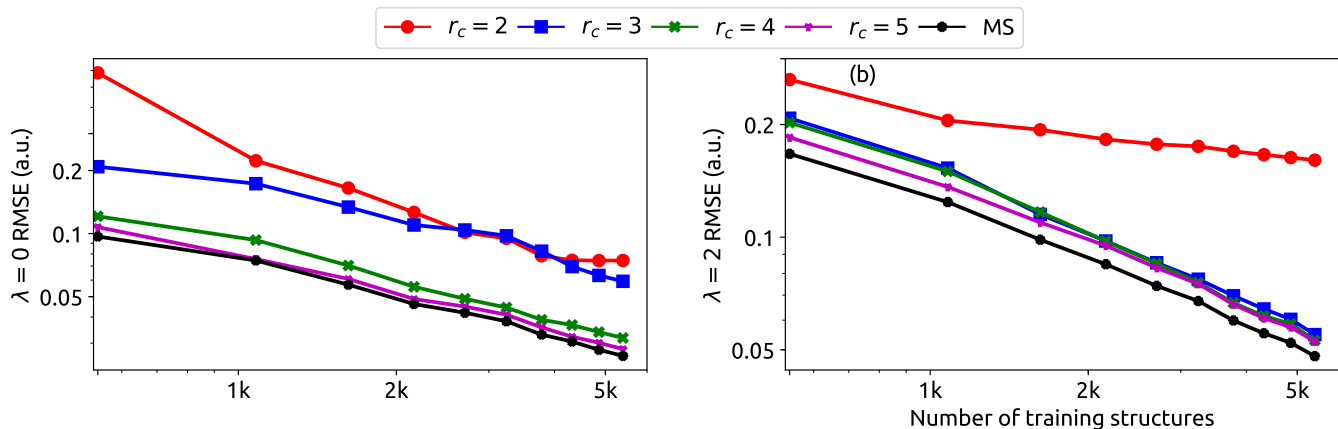 r_c = 2 r_c = 3 r_c = 4 r_c = 5 MS
λ = 0 RMSE (a.u.)
0.2
0.1
0.05
1k 2k 5k
(b)
λ = 2 RMSE (a.u.)
0.2
0.1
0.05
1k 2k 5k
Number of training structures